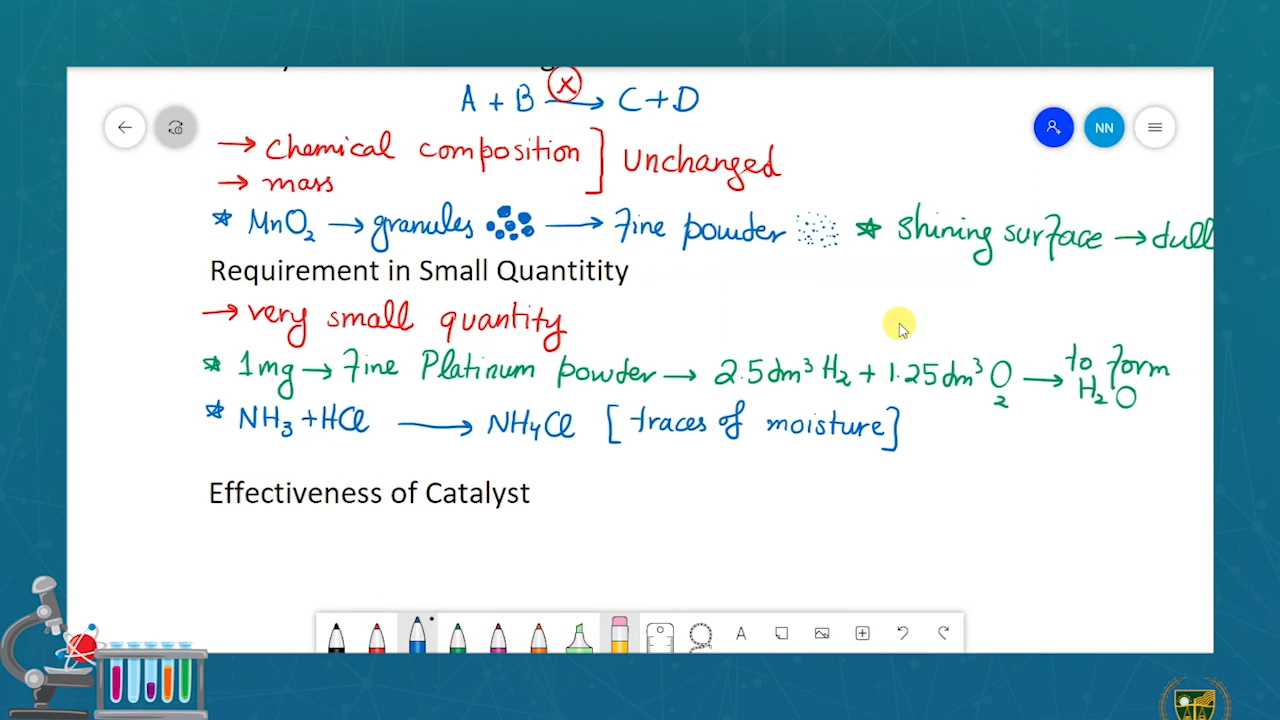 A + B ⓧ→ C + D
→ chemical composition ] unchanged
→ mass
* MnO₂ → granules → Fine powder * shining surface → dull
Requirement in Small Quantitity
→ very small quantity
* 1mg → Fine Platinum powder → 2.5dm³ H₂ + 1.25dm³ O₂ → to form H₂O
* NH₃ + HCl → NH₄Cl [traces of moisture]
Effectiveness of Catalyst
NN
A